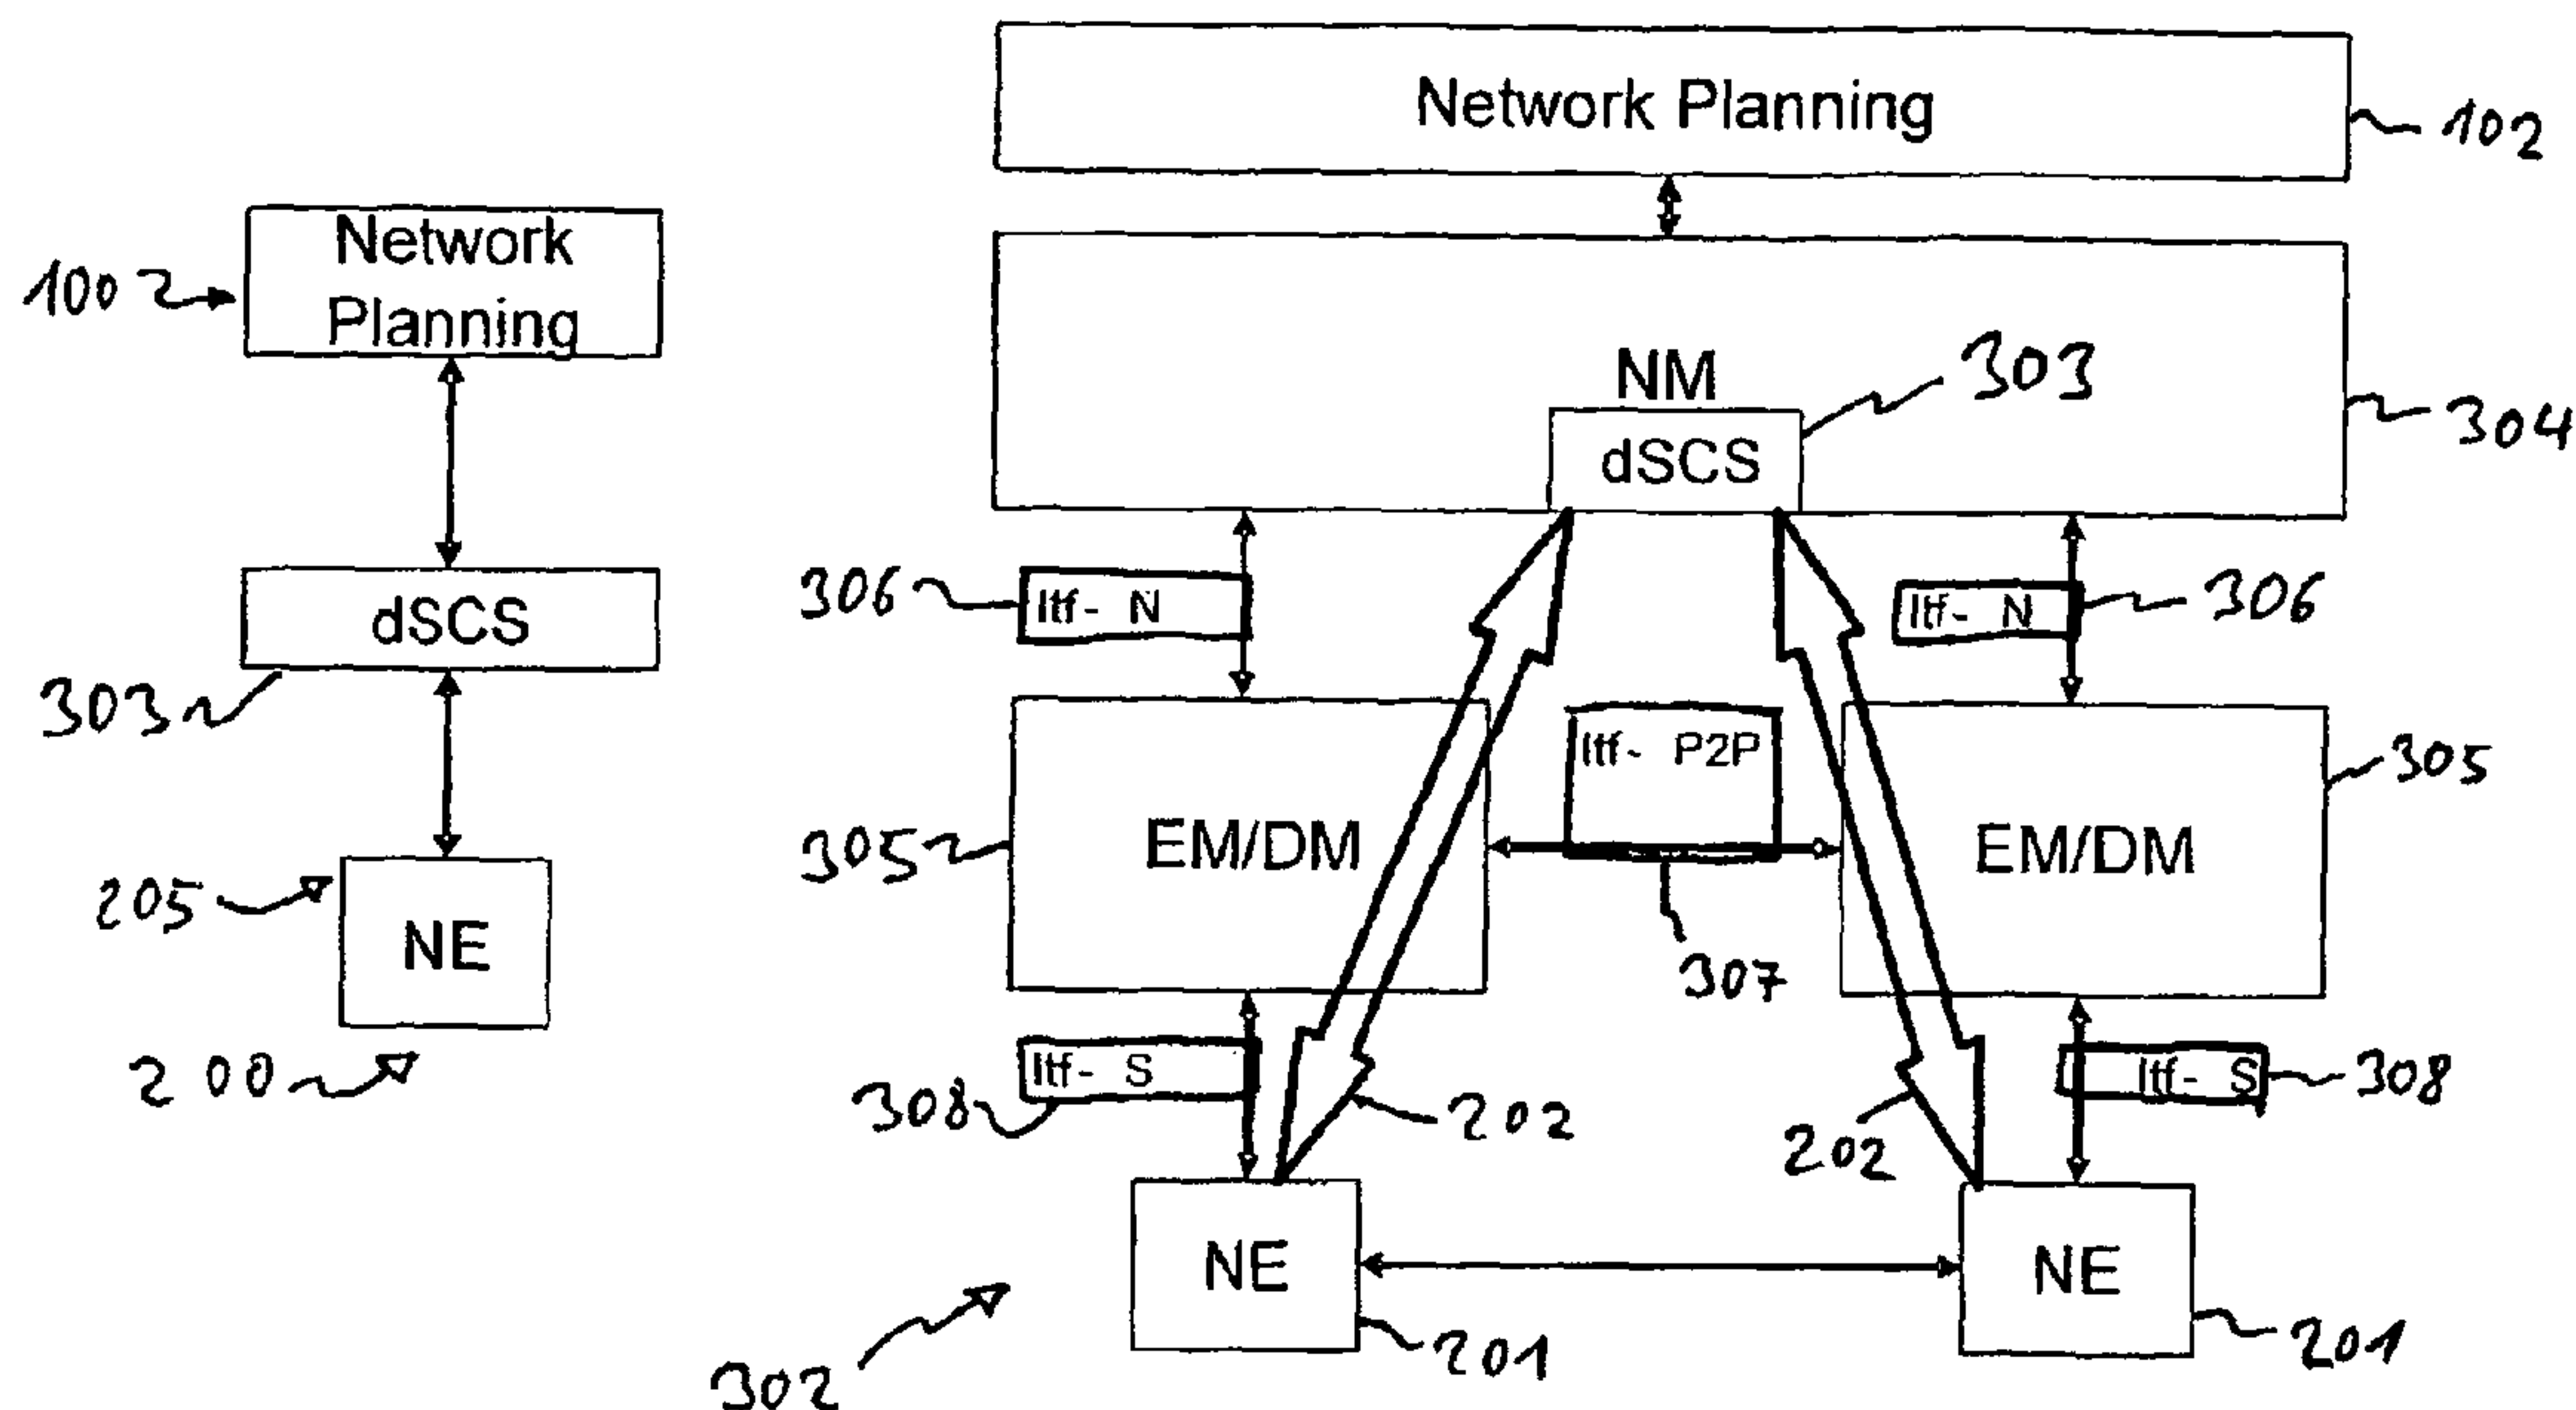 Network Planning
102
Network
Planning
100
NM
303
dSCS
304
dSCS
303
306
Itf- N
Itf- N
306
Itf- P2P
305
305
EM/DM
EM/DM
307
205
NE
200
Itf- S
308
202
202
Itf- S
308
NE
201
NE
201
302